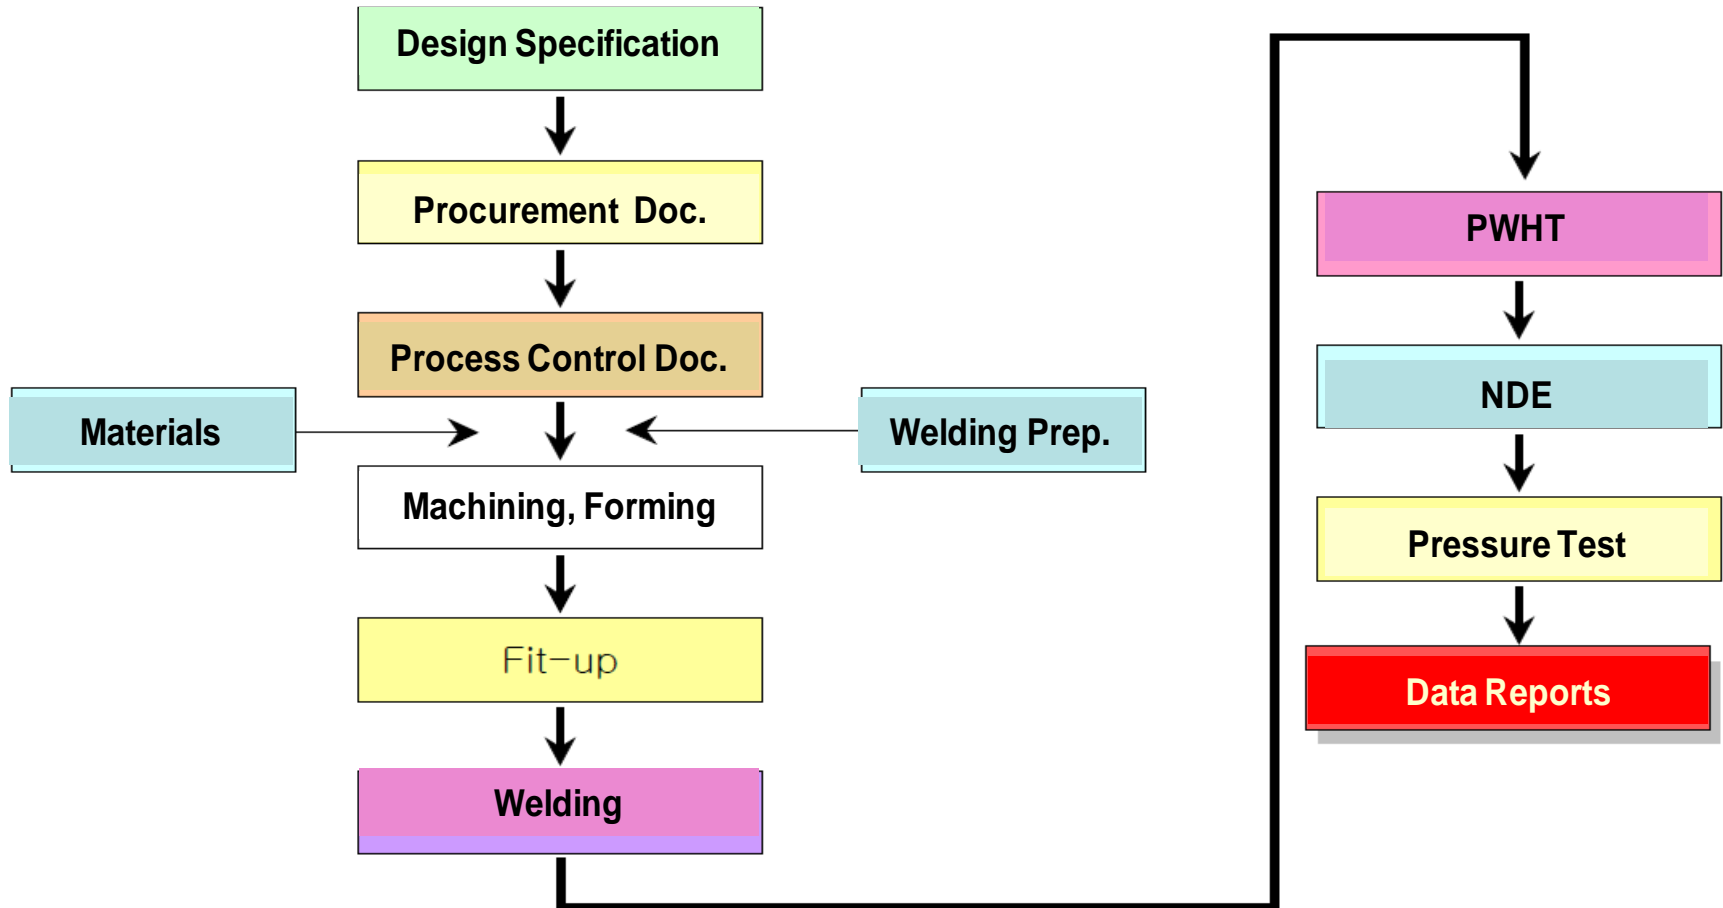 Design Specification
Procurement Doc.
Process Control Doc.
Materials
Welding Prep.
Machining, Forming
Fit-up
Welding
PWHT
NDE
Pressure Test
Data Reports